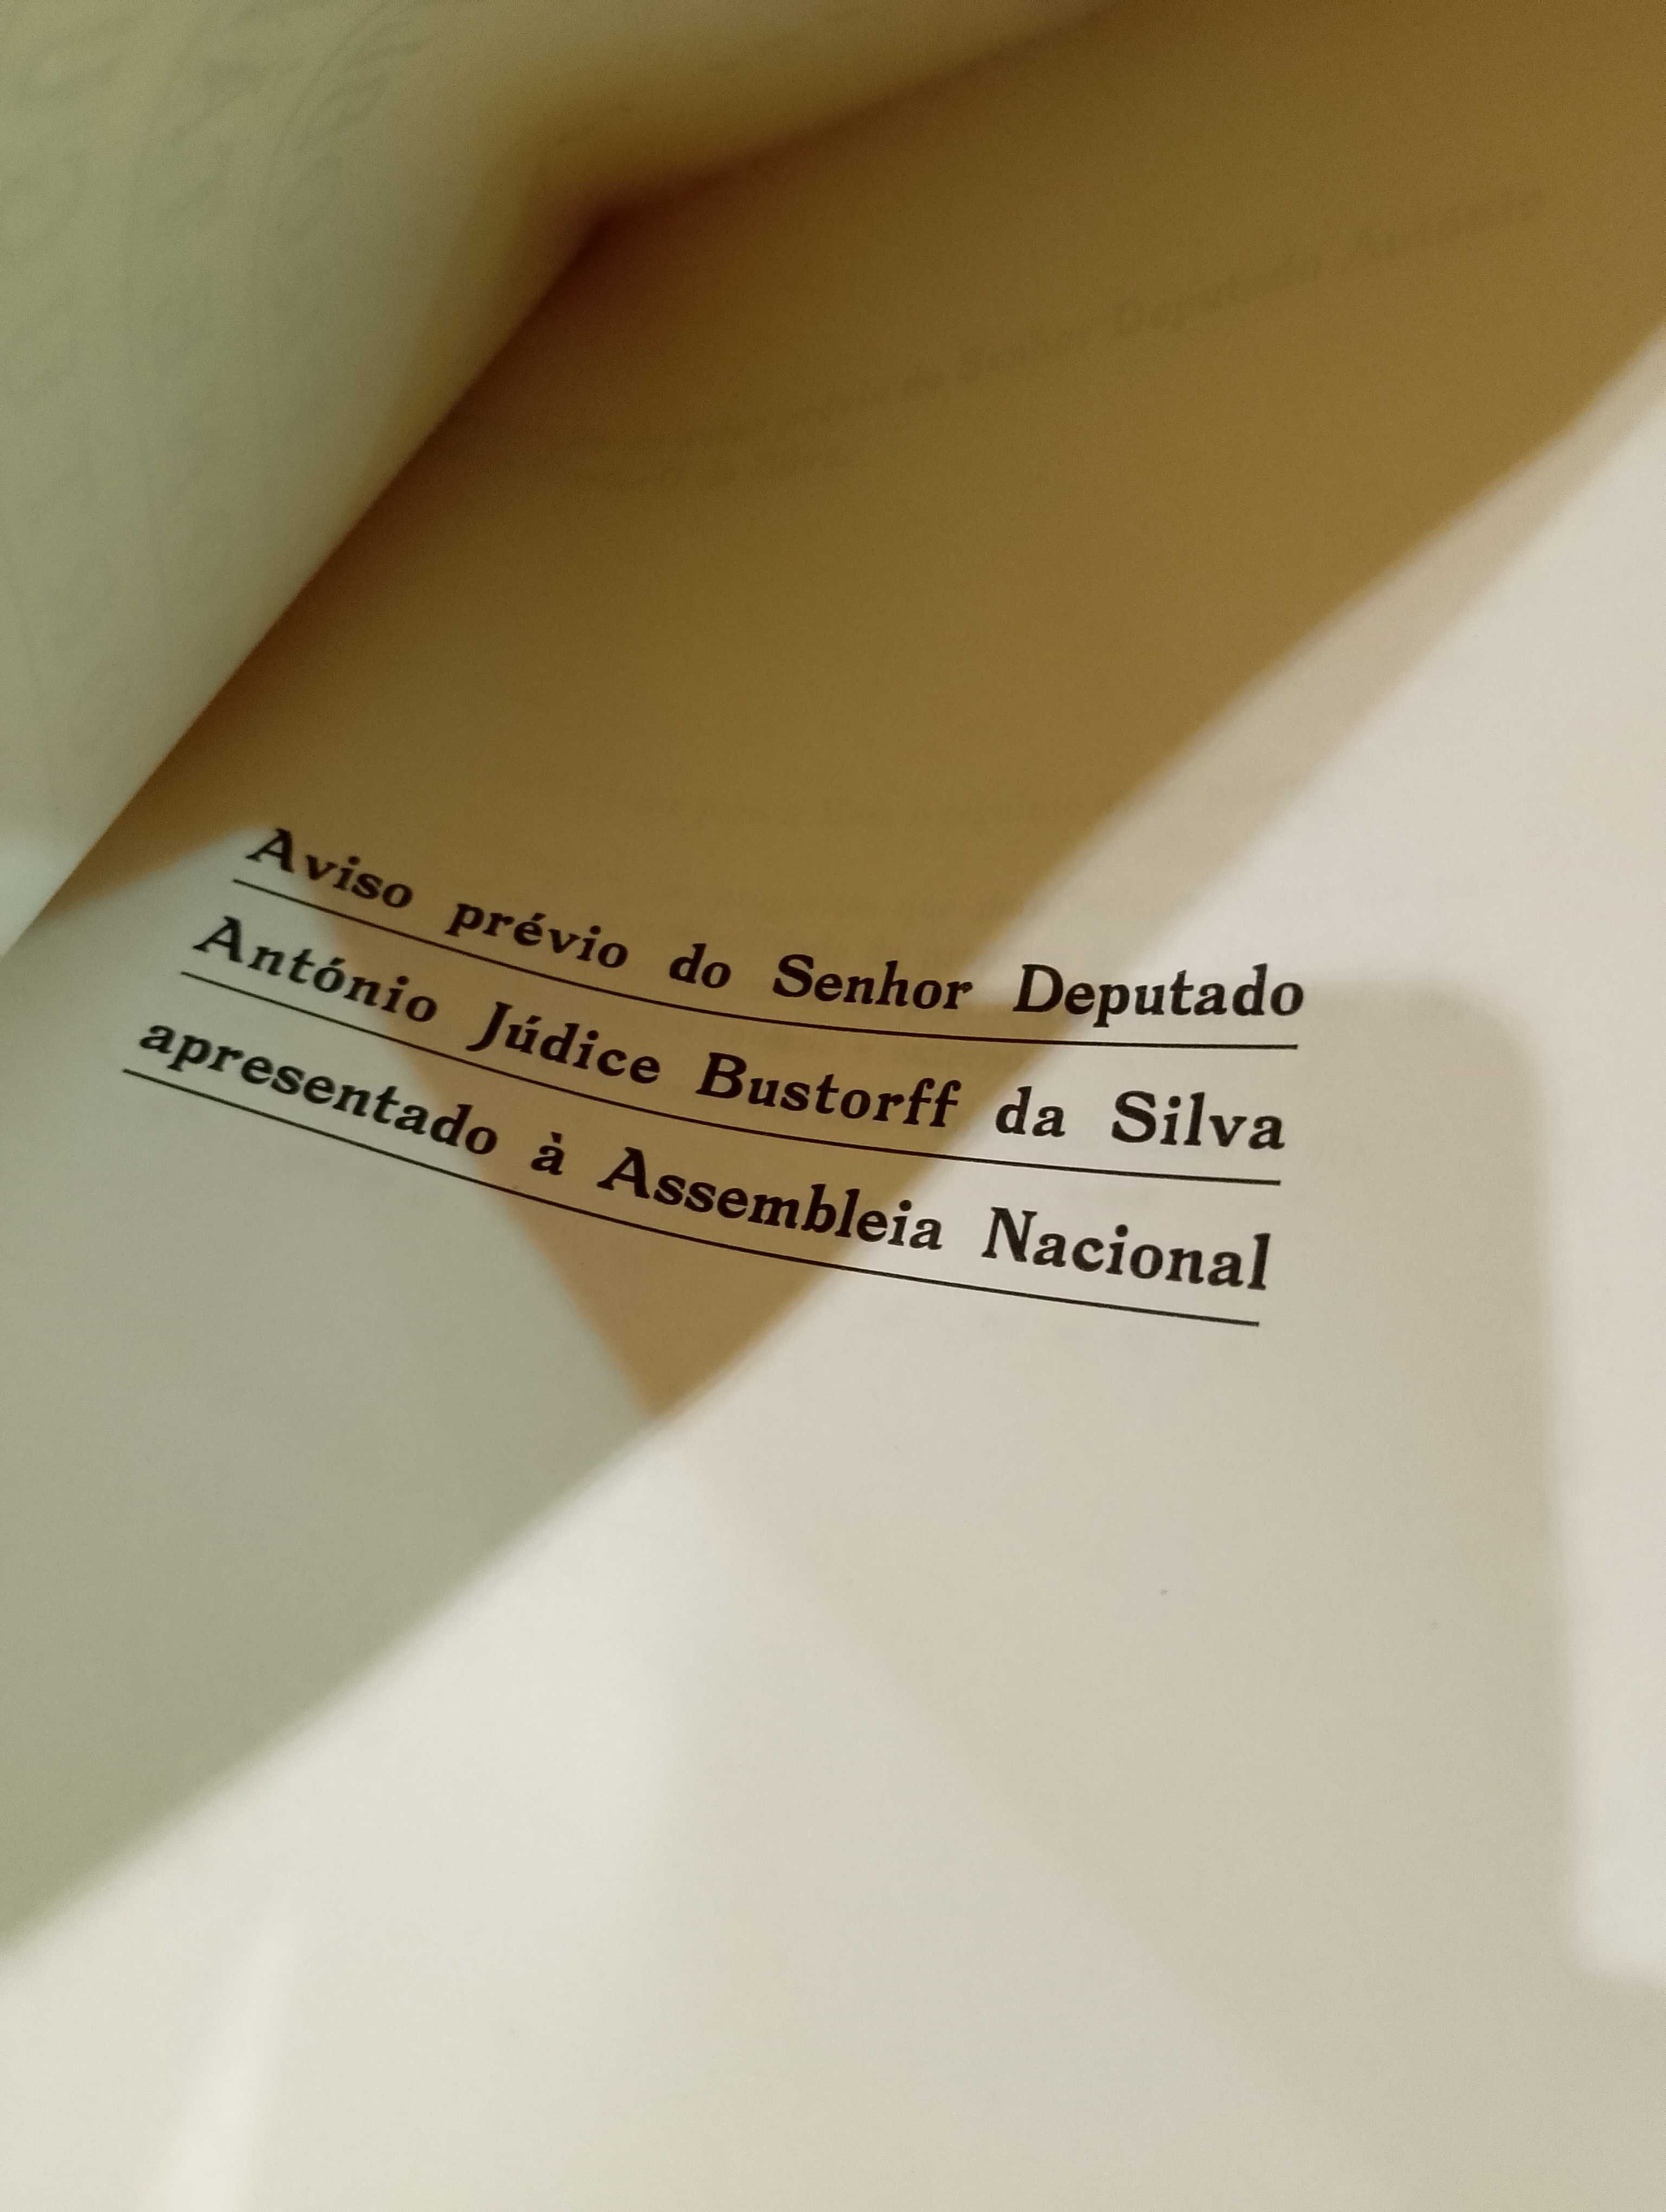 Aviso prévio do Senhor Deputado
António Júdice Bustorff da Silva
apresentado à Assembleia Nacional